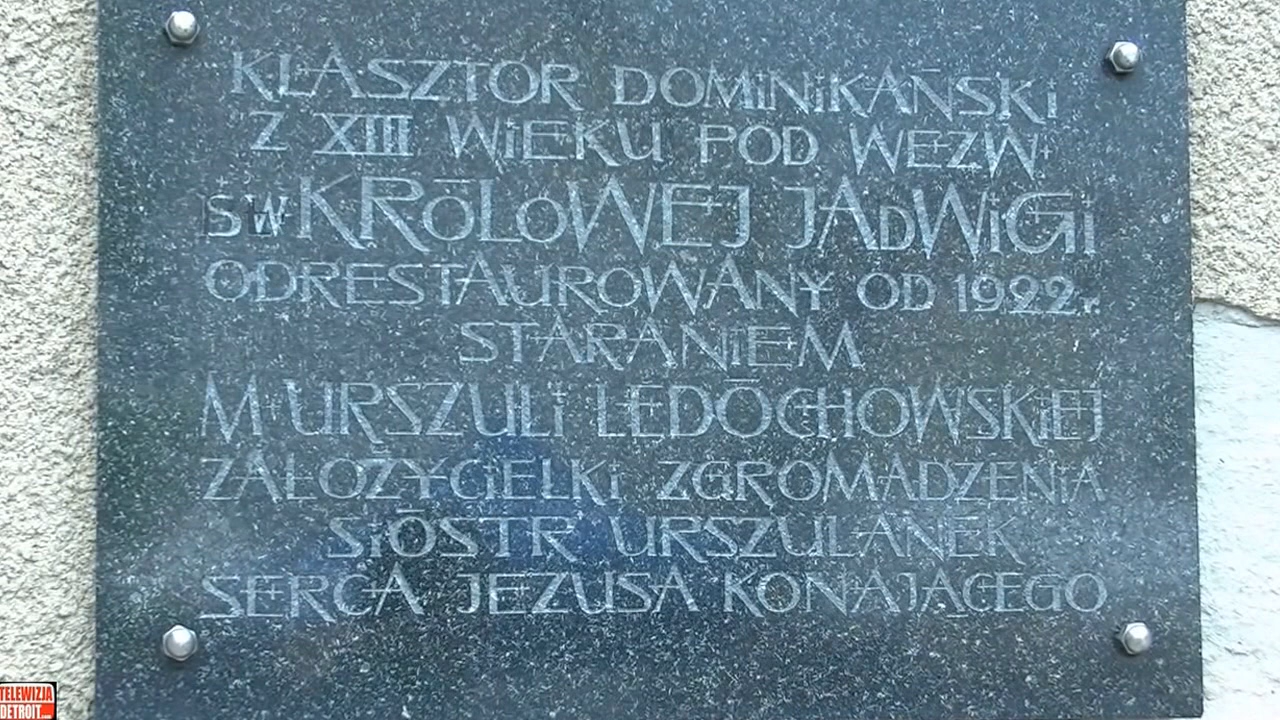 KLASZTOR DOMINIKAŃSKI
Z XIII WIEKU POD WEZW.
ŚW KRÓLOWEJ JADWIGI
ODRESTAUROWANY OD 1922 r.
STARANIEM
M URSZULI LEDÓCHOWSKIEJ
ZAŁOŻYCIELKI ZGROMADZENIA
SIÓSTR URSZULANEK
SERCA JEZUSA KONAJĄCEGO
TELEWIZJA
DETROIT.com